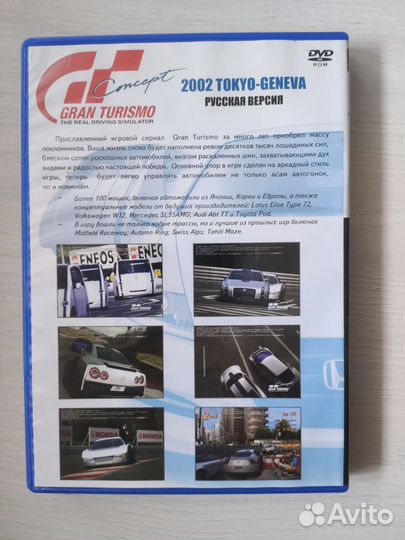 Concept
GRAN TURISMO
THE REAL DRIVING SIMULATOR
2002 TOKYO-GENEVA
РУССКАЯ ВЕРСИЯ
DVD
ROM
Прославленный игровой сериал Gran Turismo за много лет приобрел массу
поклонников. Ваша жизнь снова будет наполнена ревом десятков тысяч лошадиных сил,
блеском сотен роскошных автомобилей, визгом раскаленных шин, захватывающими дух
видами и радостью настоящей победы. Основной упор в игре сделан на аркадный стиль
игры, теперь будет легко управлять автомобилем не только асам автогонок,
но и новичкам.
– Более 100 машин, включая автомобили из Японии, Кореи и Европы, а также
концептуальные модели от ведущих производителей: Lotus Elise Type 72,
Volkswagen W12, Mercedes SL55AMG, Audi Abt TT и Toyota Pod.
– В игру вошли не только новые трассы, но и лучшие из прошлых игр включая
Midfield Raceway; Autumn Ring; Swiss Alps; Tahiti Maze.
ENEOS
HONDA
2nd
Avito